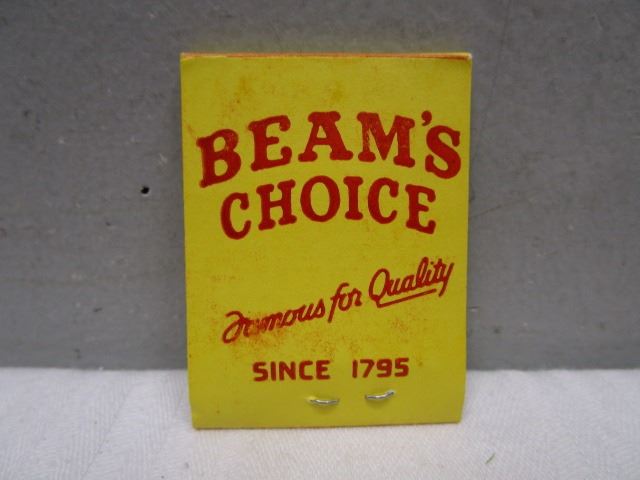 BEAM'S
CHOICE
Famous for Quality
SINCE 1795